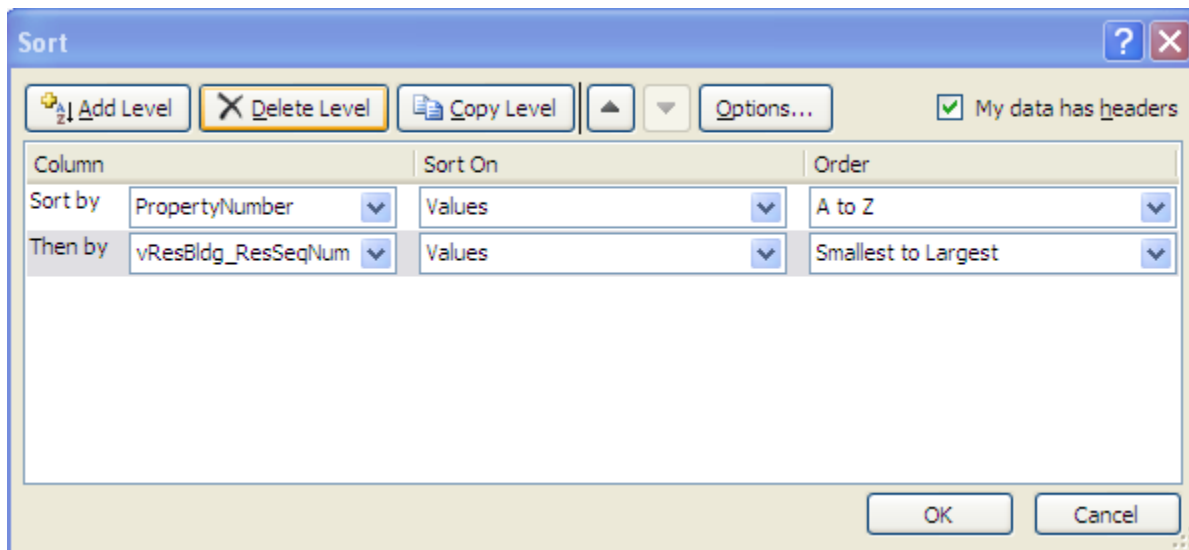 Sort ?
Add Level Delete Level Copy Level Options... My data has headers
Column Sort On Order
Sort by PropertyNumber Values A to Z
Then by vResBldg_ResSeqNum Values Smallest to Largest
OK Cancel